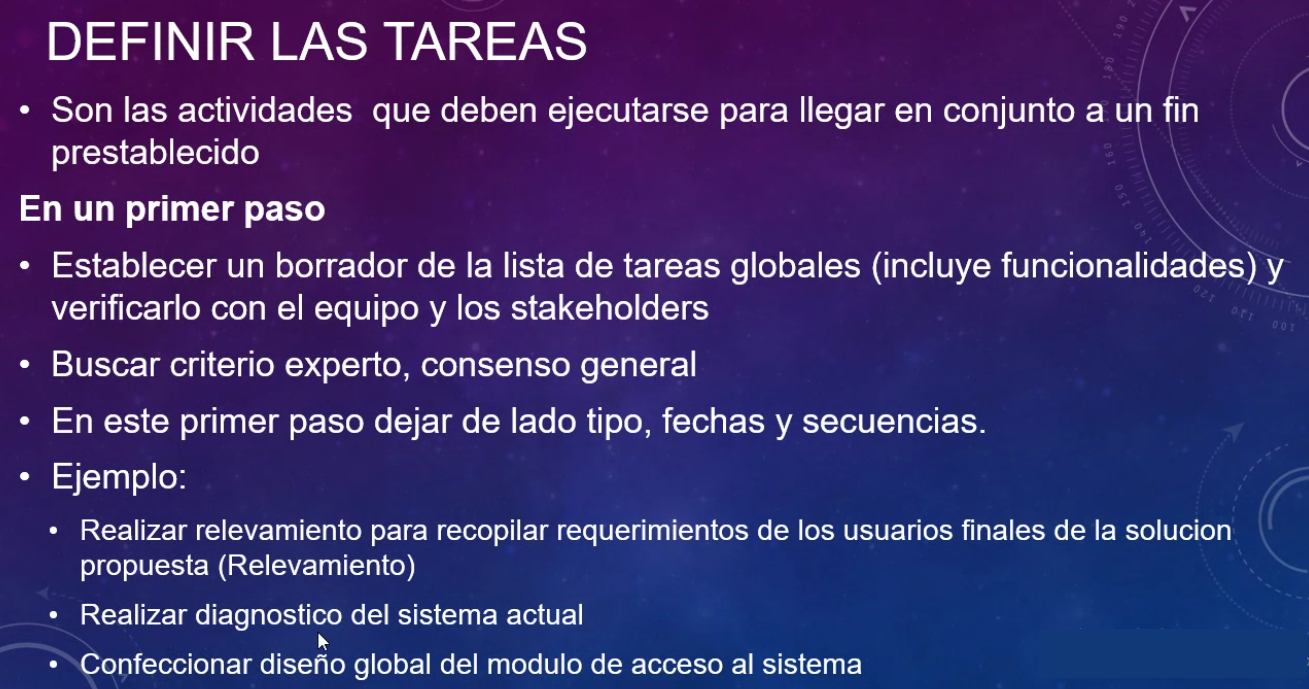 DEFINIR LAS TAREAS
• Son las actividades que deben ejecutarse para llegar en conjunto a un fin
prestablecido
En un primer paso
• Establecer un borrador de la lista de tareas globales (incluye funcionalidades) y
verificarlo con el equipo y los stakeholders
• Buscar criterio experto, consenso general
• En este primer paso dejar de lado tipo, fechas y secuencias.
• Ejemplo:
• Realizar relevamiento para recopilar requerimientos de los usuarios finales de la solucion
propuesta (Relevamiento)
• Realizar diagnostico del sistema actual
• Confeccionar diseño global del modulo de acceso al sistema